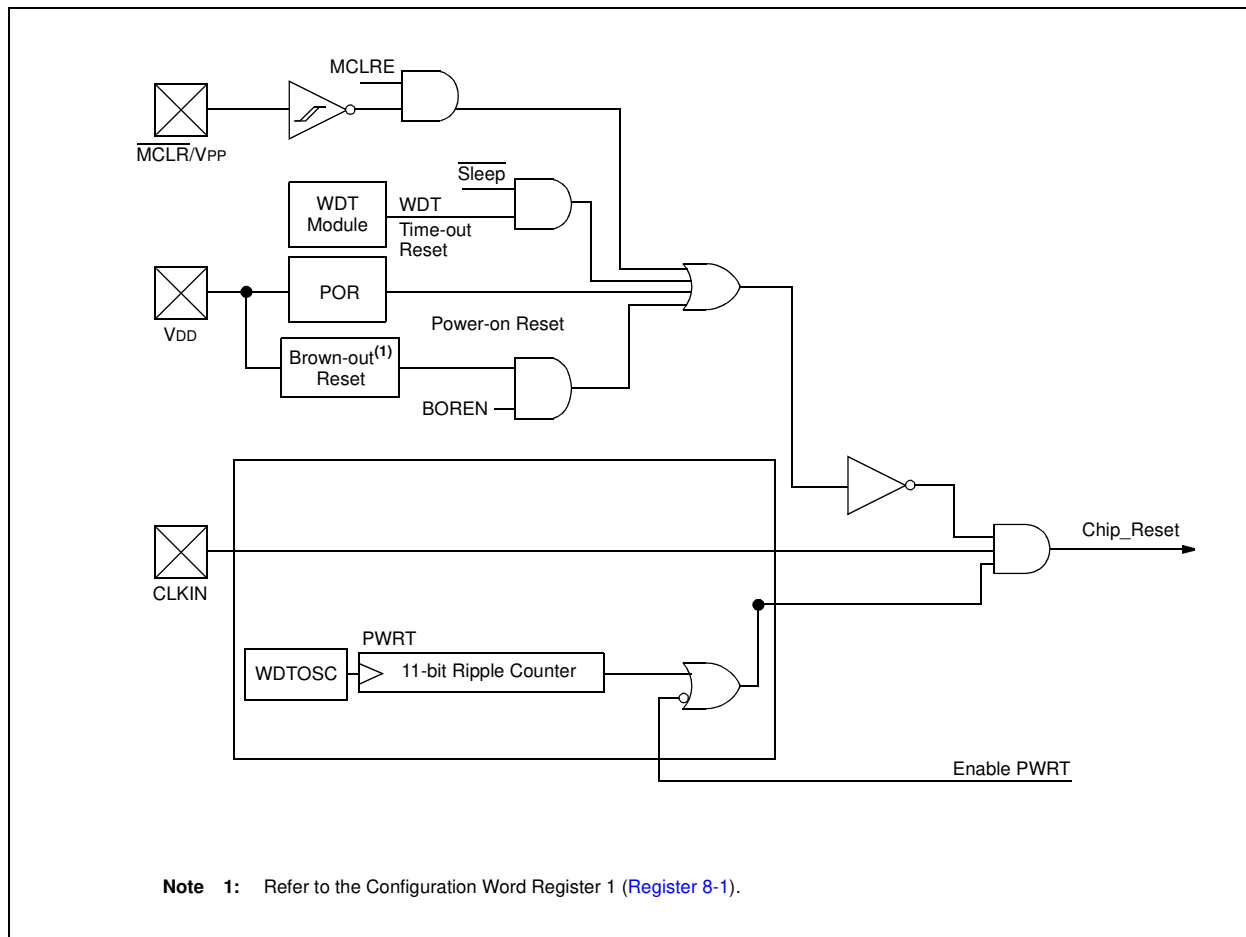 MCLRE
MCLR/VPP
Sleep
WDT
Module
WDT
Time-out
Reset
POR
VDD
Power-on Reset
Brown-out(1)
Reset
BOREN
Chip_Reset
CLKIN
PWRT
WDTOSC
11-bit Ripple Counter
Enable PWRT
Note 1: Refer to the Configuration Word Register 1 (Register 8-1).